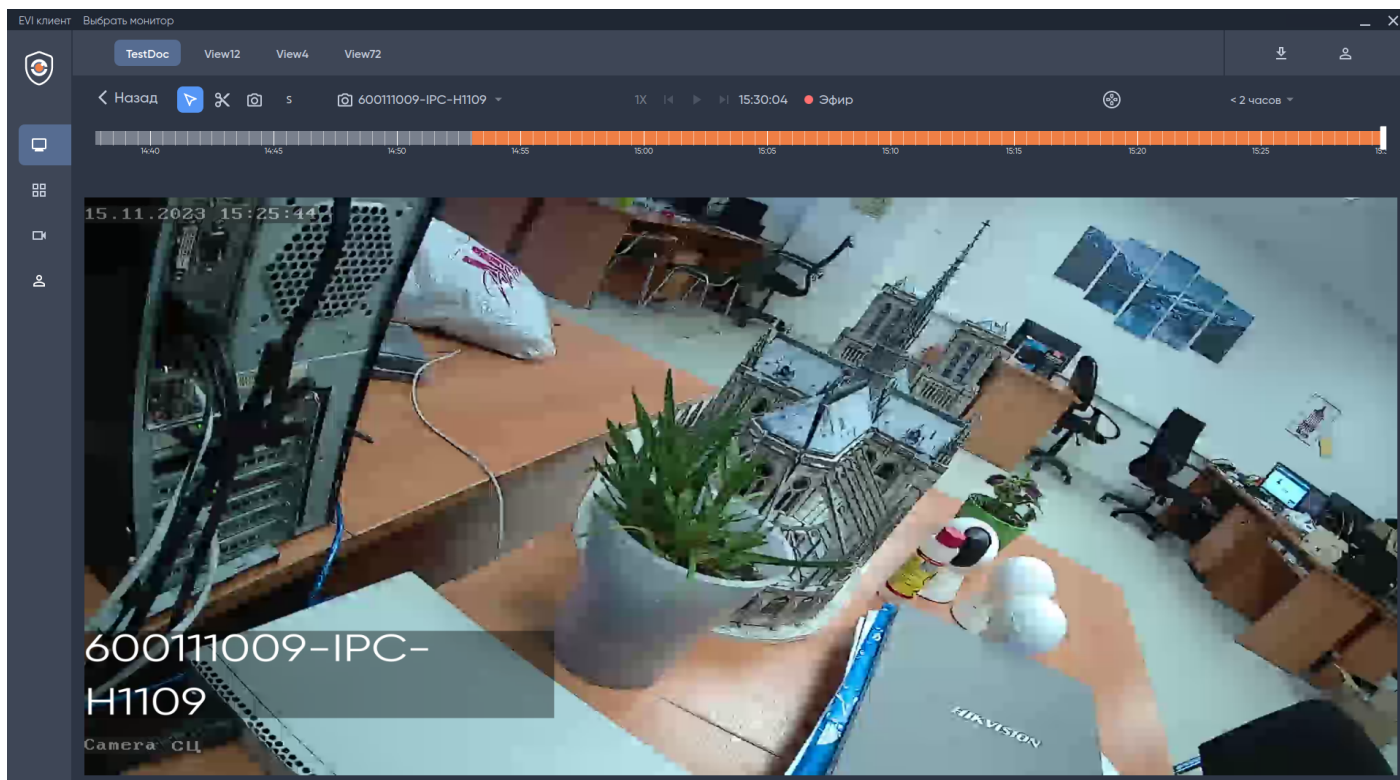 EVI клиент Выбрать монитор
TestDoc View12 View4 View72
Назад S 600111009-IPC-H1109 1X 15:30:04 Эфир < 2 часов
14:40 14:45 14:50 14:55 15:00 15:05 15:10 15:15 15:20 15:25 15:
15.11.2023 15:25:44
600111009-IPC-
H1109
HIKVISION
Camera СЦ